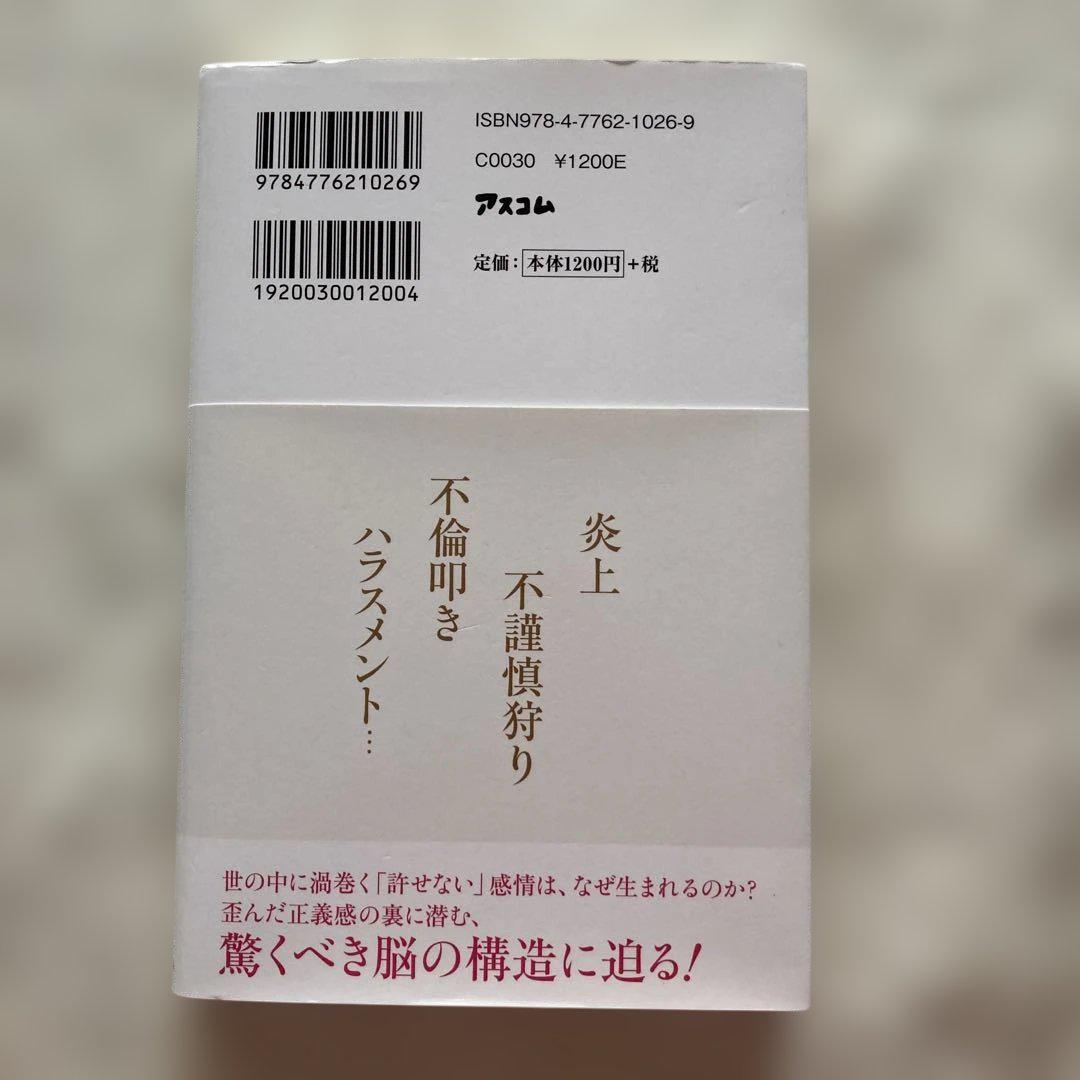 ISBN978-4-7762-1026-9
C0030 ¥1200E
アスコム
定価：本体1200円+税
9784776210269
1920030012004
炎上
不謹慎狩り
不倫叩き
ハラスメント…
世の中に渦巻く「許せない」感情は、なぜ生まれるのか?
歪んだ正義感の裏に潜む、
驚くべき脳の構造に迫る!